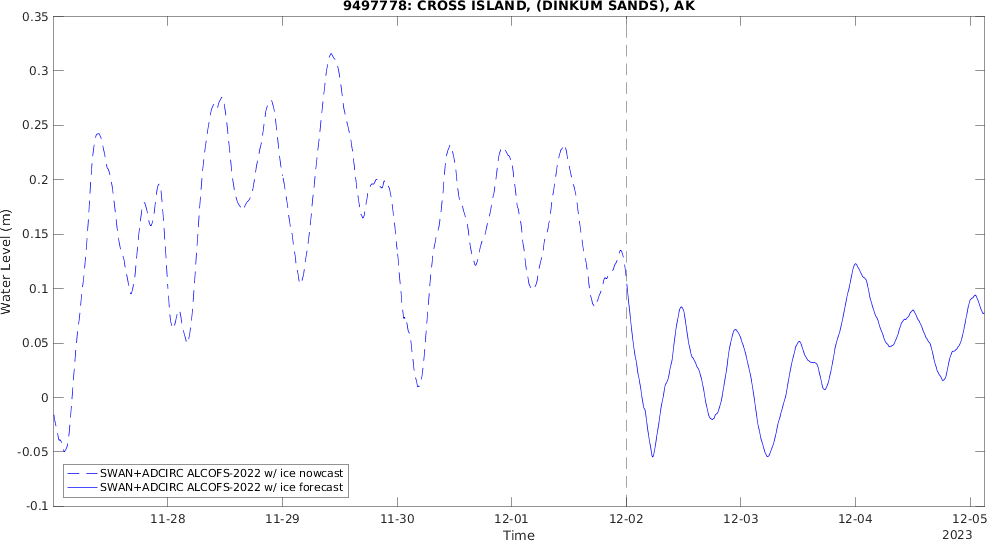 9497778: CROSS ISLAND, (DINKUM SANDS), AK
0.35
0.3
0.25
0.2
0.15
0.1
0.05
0
-0.05
-0.1
Water Level (m)
SWAN+ADCIRC ALCOFS-2022 w/ ice nowcast
SWAN+ADCIRC ALCOFS-2022 w/ ice forecast
11-28 11-29 11-30 12-01 12-02 12-03 12-04 12-05
Time
2023